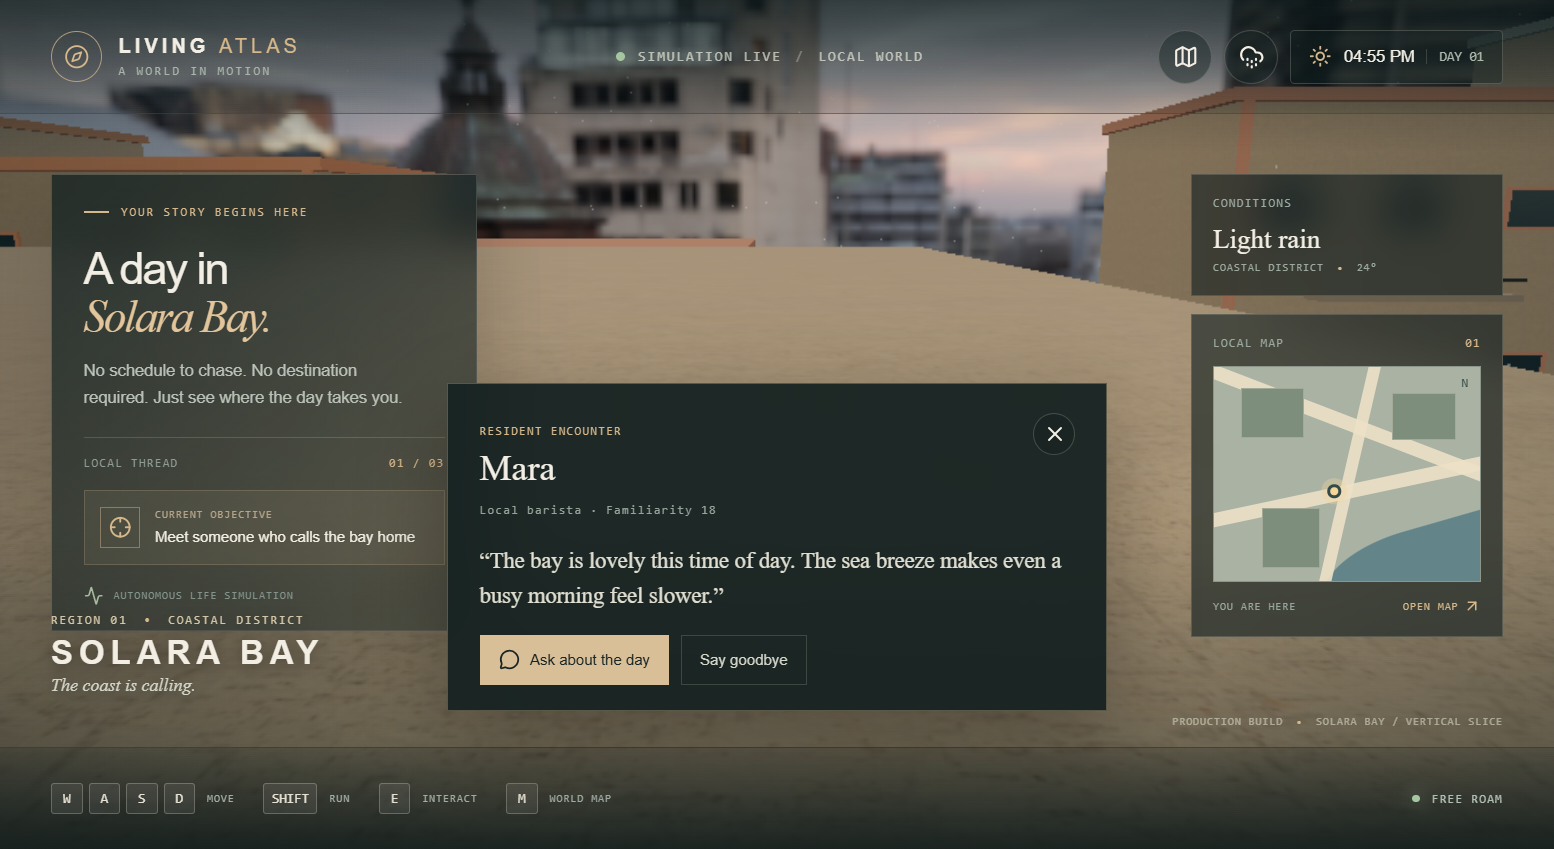 LIVING ATLAS
A WORLD IN MOTION
SIMULATION LIVE / LOCAL WORLD
04:55 PM
DAY 01
YOUR STORY BEGINS HERE
A day in
Solara Bay.
No schedule to chase. No destination
required. Just see where the day takes you.
LOCAL THREAD
01 / 03
CURRENT OBJECTIVE
Meet someone who calls the bay home
AUTONOMOUS LIFE SIMULATION
REGION 01 • COASTAL DISTRICT
SOLARA BAY
The coast is calling.
RESIDENT ENCOUNTER
Mara
Local barista · Familiarity 18
“The bay is lovely this time of day. The sea breeze makes even a
busy morning feel slower.”
Ask about the day
Say goodbye
CONDITIONS
Light rain
COASTAL DISTRICT • 24°
LOCAL MAP
01
N
YOU ARE HERE
OPEN MAP
PRODUCTION BUILD • SOLARA BAY / VERTICAL SLICE
W A S D MOVE
SHIFT RUN
E INTERACT
M WORLD MAP
FREE ROAM